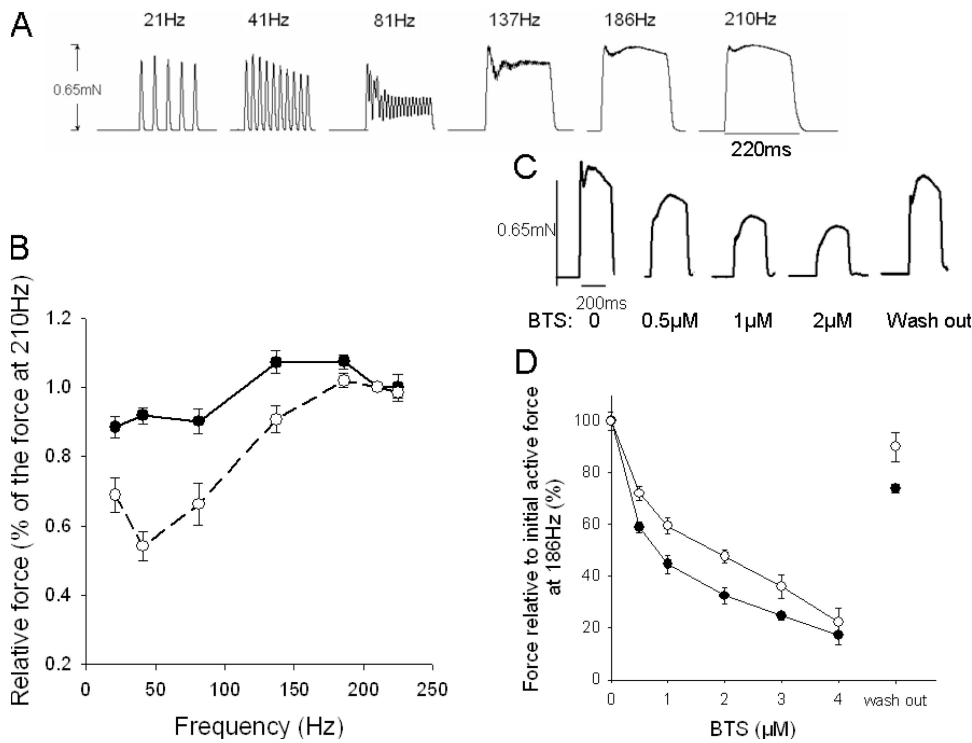 A
21Hz 41Hz 81Hz 137Hz 186Hz 210Hz
0.65mN
220ms
C
0.65mN
200ms
BTS: 0 0.5µM 1µM 2µM Wash out
B
Relative force (% of the force at 210Hz)
1.2
1.0
0.8
0.6
0.4
0.2
0 50 100 150 200 250
Frequency (Hz)
D
Force relative to initial active force
at 186Hz (%)
100
80
60
40
20
0
0 1 2 3 4 wash out
BTS (µM)